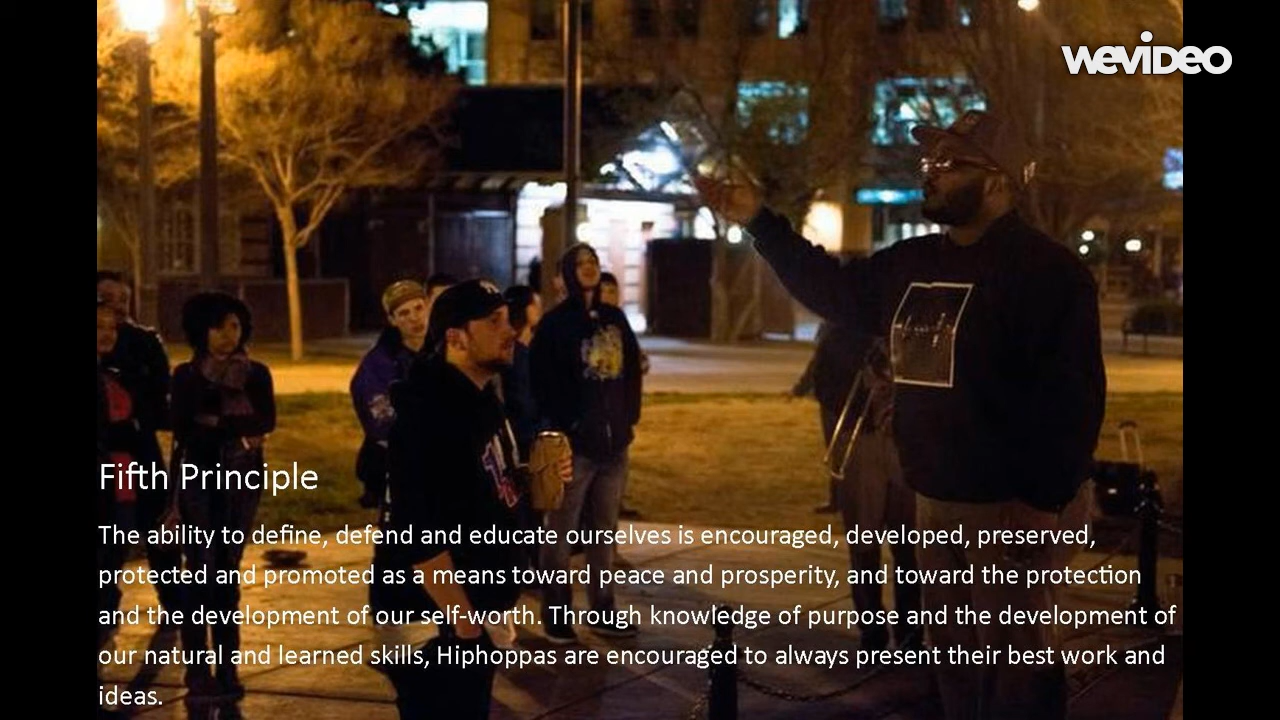 wevideo
Fifth Principle
The ability to define, defend and educate ourselves is encouraged, developed, preserved,
protected and promoted as a means toward peace and prosperity, and toward the protection
and the development of our self-worth. Through knowledge of purpose and the development of
our natural and learned skills, Hiphoppas are encouraged to always present their best work and
ideas.